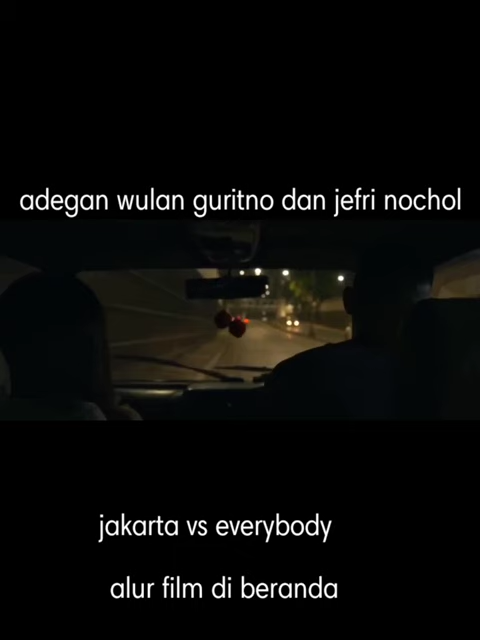 adegan wulan guritno dan jefri nochol
jakarta vs everybody
alur film di beranda